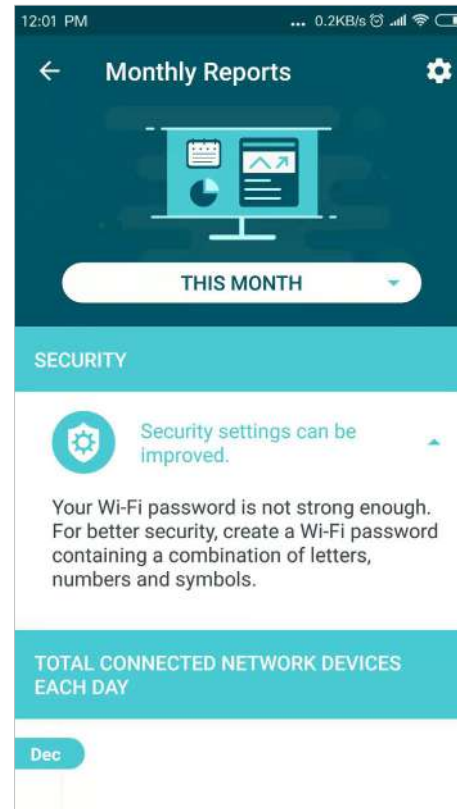 12:01 PM ... 0.2KB/s
Monthly Reports
THIS MONTH
SECURITY
Security settings can be
improved.
Your Wi-Fi password is not strong enough.
For better security, create a Wi-Fi password
containing a combination of letters,
numbers and symbols.
TOTAL CONNECTED NETWORK DEVICES
EACH DAY
Dec